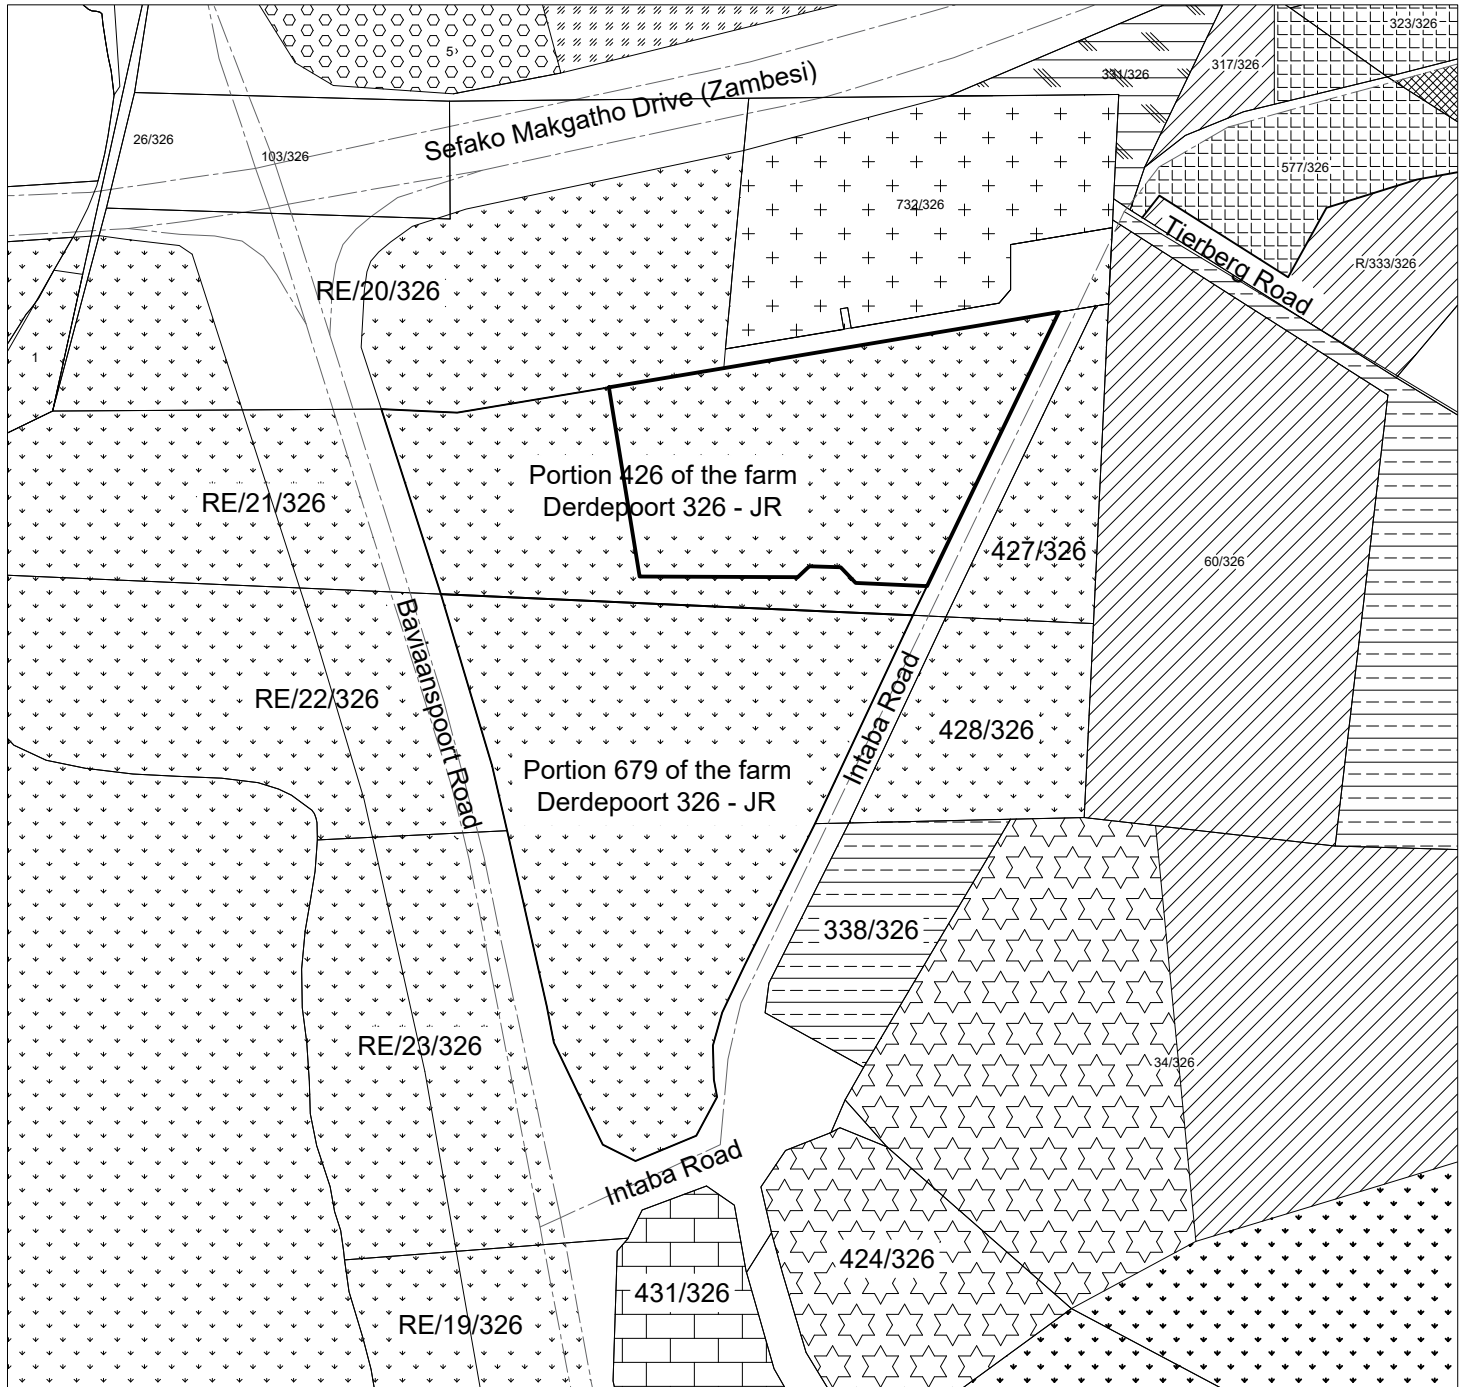 323/326
5
331/326
317/326
Sefako Makgatho Drive (Zambesi)
26/326
103/326
577/326
732/326
Tierberg Road
R/333/326
RE/20/326
1
Portion 426 of the farm
Derdepoort 326 - JR
RE/21/326
427/326
60/326
Baviaanspoort Road
RE/22/326
Intaba Road
428/326
Portion 679 of the farm
Derdepoort 326 - JR
338/326
RE/23/326
34/326
Intaba Road
424/326
431/326
RE/19/326